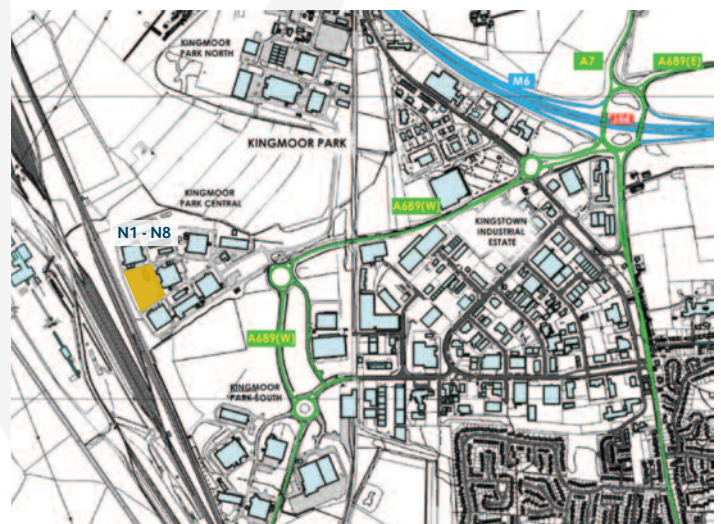 KINGMOOR
PARK NORTH
A7
A689(E)
M6
KINGMOOR PARK
KINGMOOR
PARK CENTRAL
A689(W)
N1 - N8
KINGSTOWN
INDUSTRIAL
ESTATE
A689(W)
KINGMOOR
PARK SOUTH